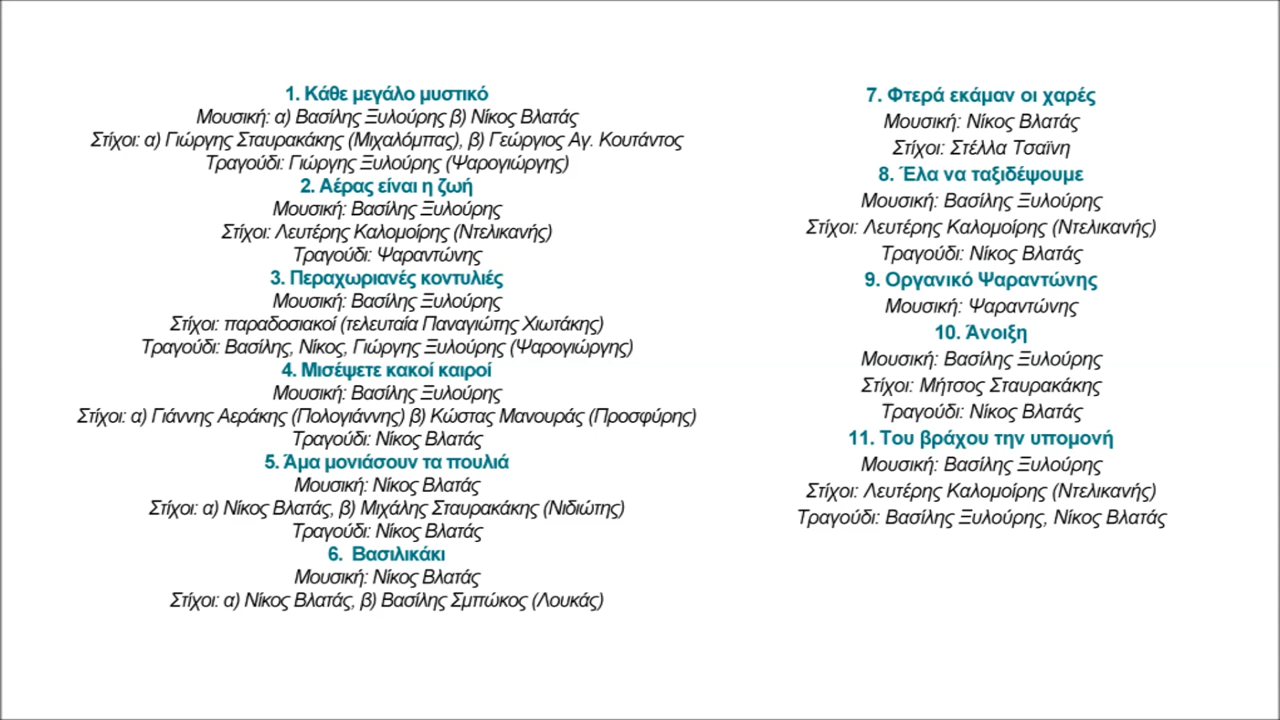 1. Κάθε μεγάλο μυστικό
Μουσική: α) Βασίλης Ξυλούρης β) Νίκος Βλατάς
Στίχοι: α) Γιώργης Σταυρακάκης (Μιχαλόμπας), β) Γεώργιος Αγ. Κουτάντος
Τραγούδι: Γιώργης Ξυλούρης (Ψαρογιώργης)
2. Αέρας είναι η ζωή
Μουσική: Βασίλης Ξυλούρης
Στίχοι: Λευτέρης Καλομοίρης (Ντελικανής)
Τραγούδι: Ψαραντώνης
3. Περαχωριανές κοντυλιές
Μουσική: Βασίλης Ξυλούρης
Στίχοι: παραδοσιακοί (τελευταία Παναγιώτης Χιωτάκης)
Τραγούδι: Βασίλης, Νίκος, Γιώργης Ξυλούρης (Ψαρογιώργης)
4. Μισέψετε κακοί καιροί
Μουσική: Βασίλης Ξυλούρης
Στίχοι: α) Γιάννης Αεράκης (Πολογιάννης) β) Κώστας Μανουράς (Προσφύρης)
Τραγούδι: Νίκος Βλατάς
5. Άμα μονιάσουν τα πουλιά
Μουσική: Νίκος Βλατάς
Στίχοι: α) Νίκος Βλατάς, β) Μιχάλης Σταυρακάκης (Νιδιώτης)
Τραγούδι: Νίκος Βλατάς
6. Βασιλικάκι
Μουσική: Νίκος Βλατάς
Στίχοι: α) Νίκος Βλατάς, β) Βασίλης Σμπώκος (Λουκάς)
7. Φτερά εκάμαν οι χαρές
Μουσική: Νίκος Βλατάς
Στίχοι: Στέλλα Τσαϊνη
8. Έλα να ταξιδέψουμε
Μουσική: Βασίλης Ξυλούρης
Στίχοι: Λευτέρης Καλομοίρης (Ντελικανής)
Τραγούδι: Νίκος Βλατάς
9. Οργανικό Ψαραντώνης
Μουσική: Ψαραντώνης
10. Άνοιξη
Μουσική: Βασίλης Ξυλούρης
Στίχοι: Μήτσος Σταυρακάκης
Τραγούδι: Νίκος Βλατάς
11. Του βράχου την υπομονή
Μουσική: Βασίλης Ξυλούρης
Στίχοι: Λευτέρης Καλομοίρης (Ντελικανής)
Τραγούδι: Βασίλης Ξυλούρης, Νίκος Βλατάς